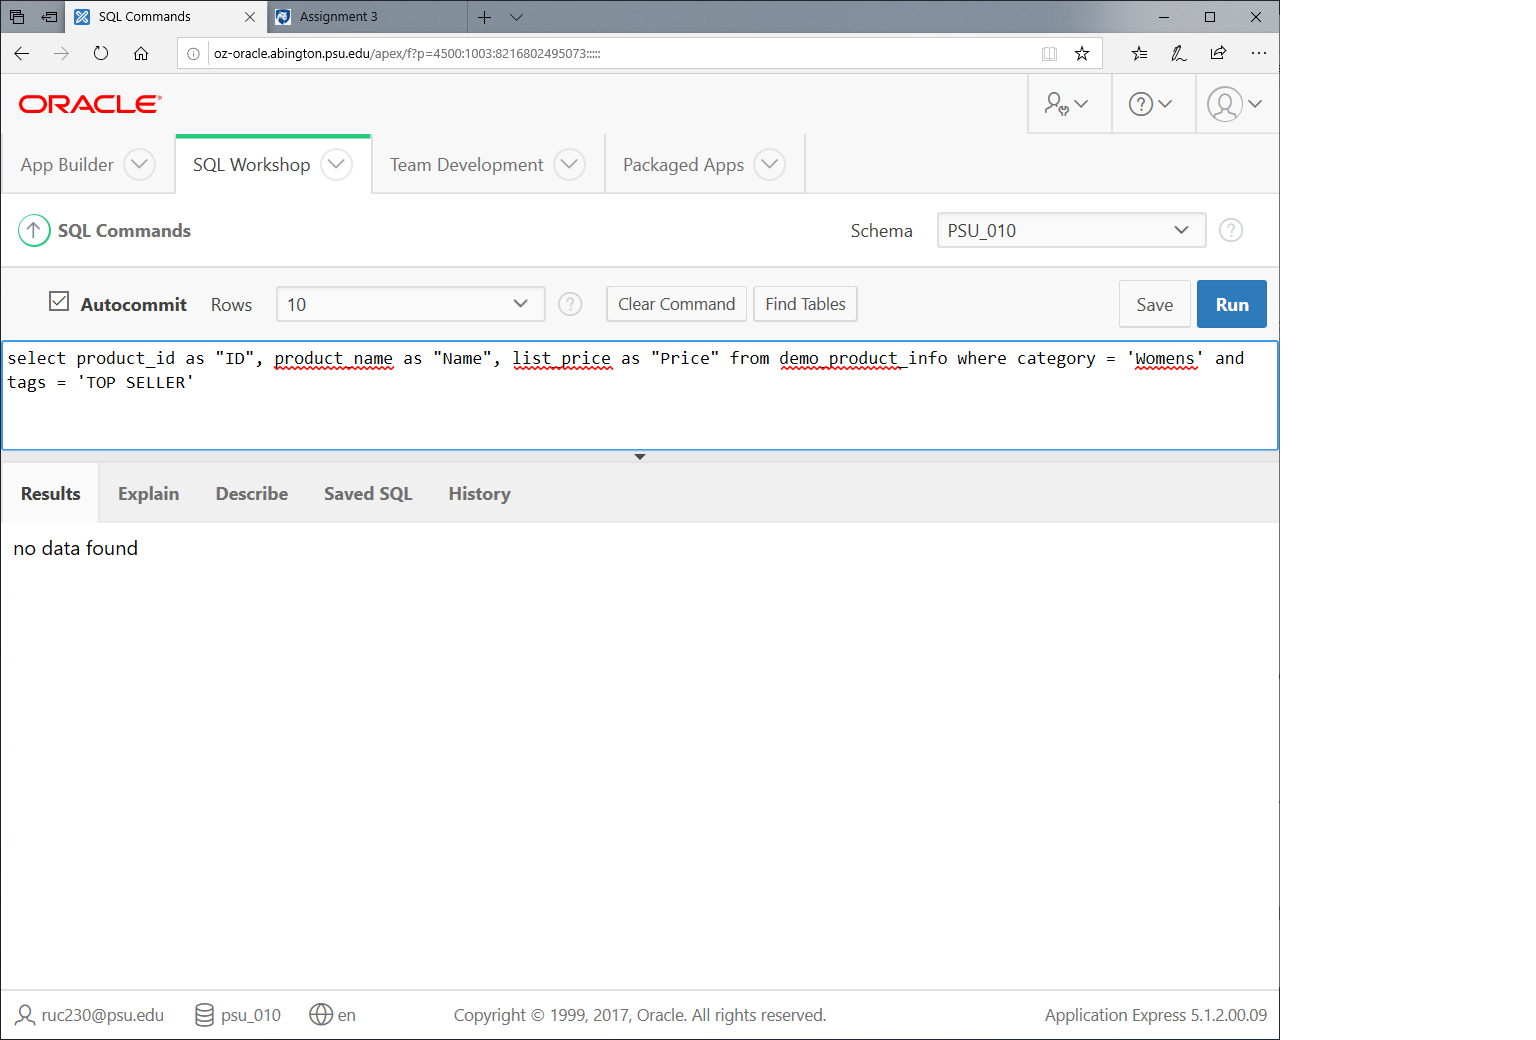 SQL Commands
Assignment 3
oz-oracle.abington.psu.edu/apex/f?p=4500:1003:8216802495073:::::
ORACLE
App Builder
SQL Workshop
Team Development
Packaged Apps
SQL Commands
Schema
PSU_010
Autocommit
Rows
10
Clear Command
Find Tables
Save
Run
select product_id as "ID", product_name as "Name", list_price as "Price" from demo_product_info where category = 'Womens' and
tags = 'TOP SELLER'
Results
Explain
Describe
Saved SQL
History
no data found
ruc230@psu.edu
psu_010
en
Copyright © 1999, 2017, Oracle. All rights reserved.
Application Express 5.1.2.00.09